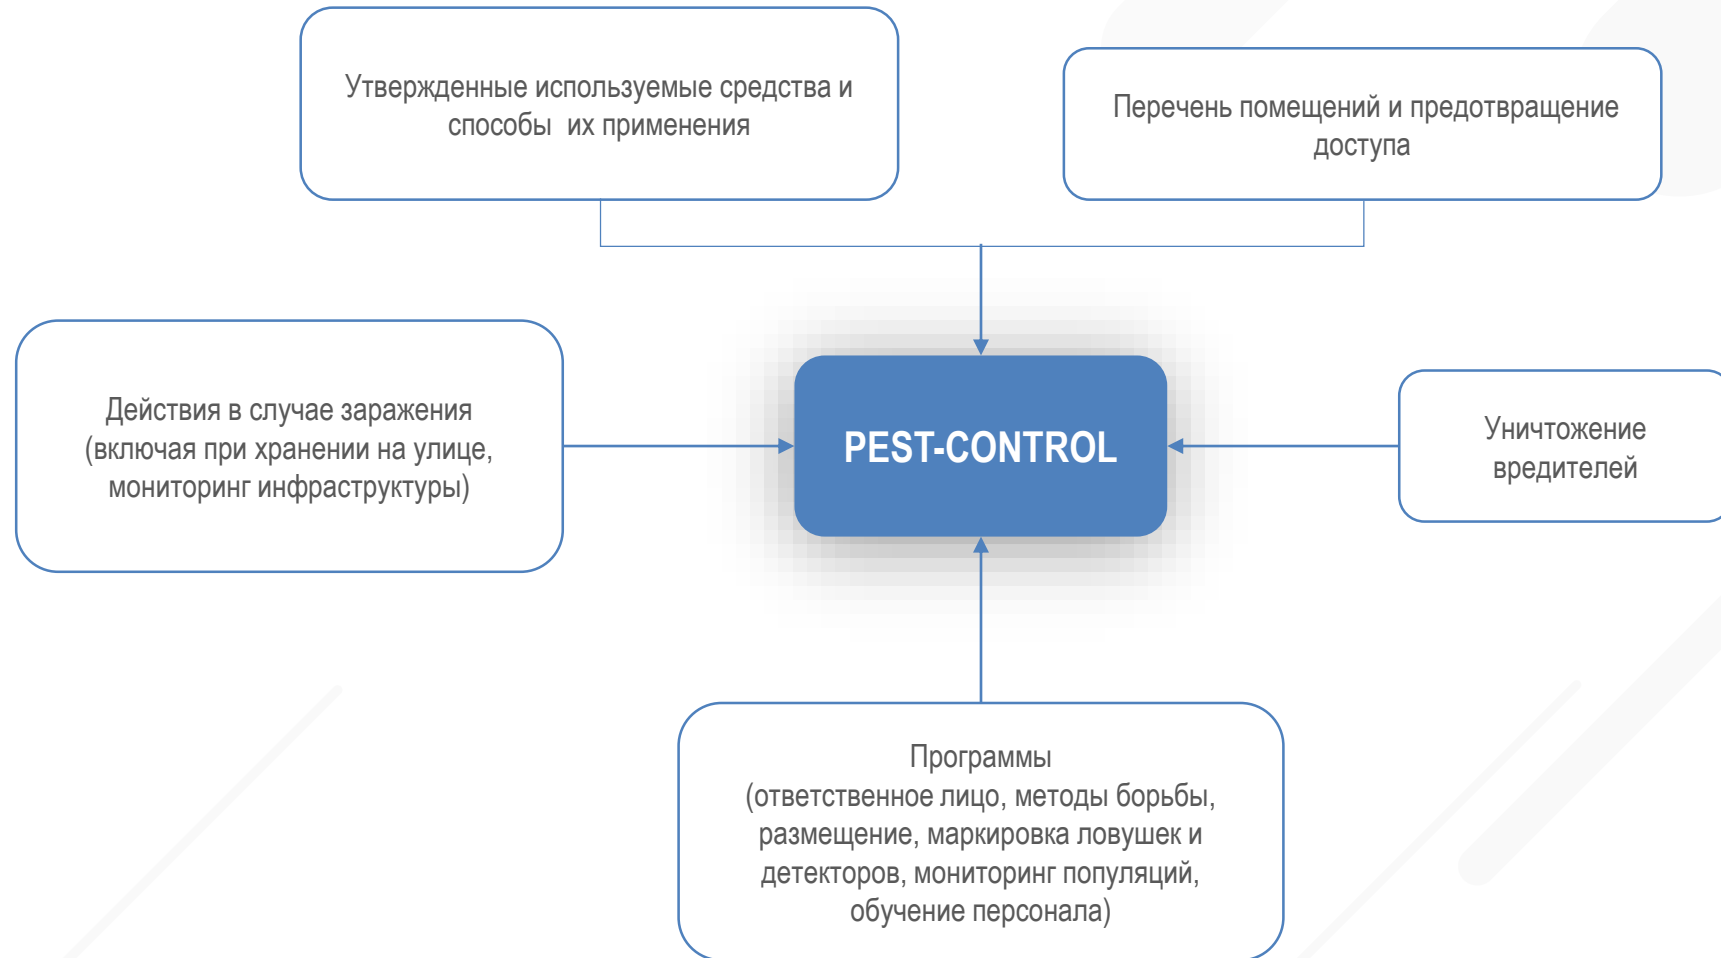 Утвержденные используемые средства и
способы их применения
Перечень помещений и предотвращение
доступа
Действия в случае заражения
(включая при хранении на улице,
мониторинг инфраструктуры)
PEST-CONTROL
Уничтожение
вредителей
Программы
(ответственное лицо, методы борьбы,
размещение, маркировка ловушек и
детекторов, мониторинг популяций,
обучение персонала)